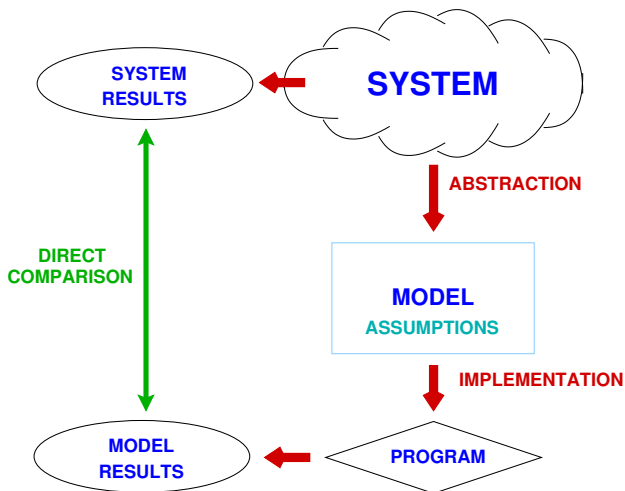 SYSTEM
RESULTS
SYSTEM
ABSTRACTION
DIRECT
COMPARISON
MODEL
ASSUMPTIONS
IMPLEMENTATION
MODEL
RESULTS
PROGRAM